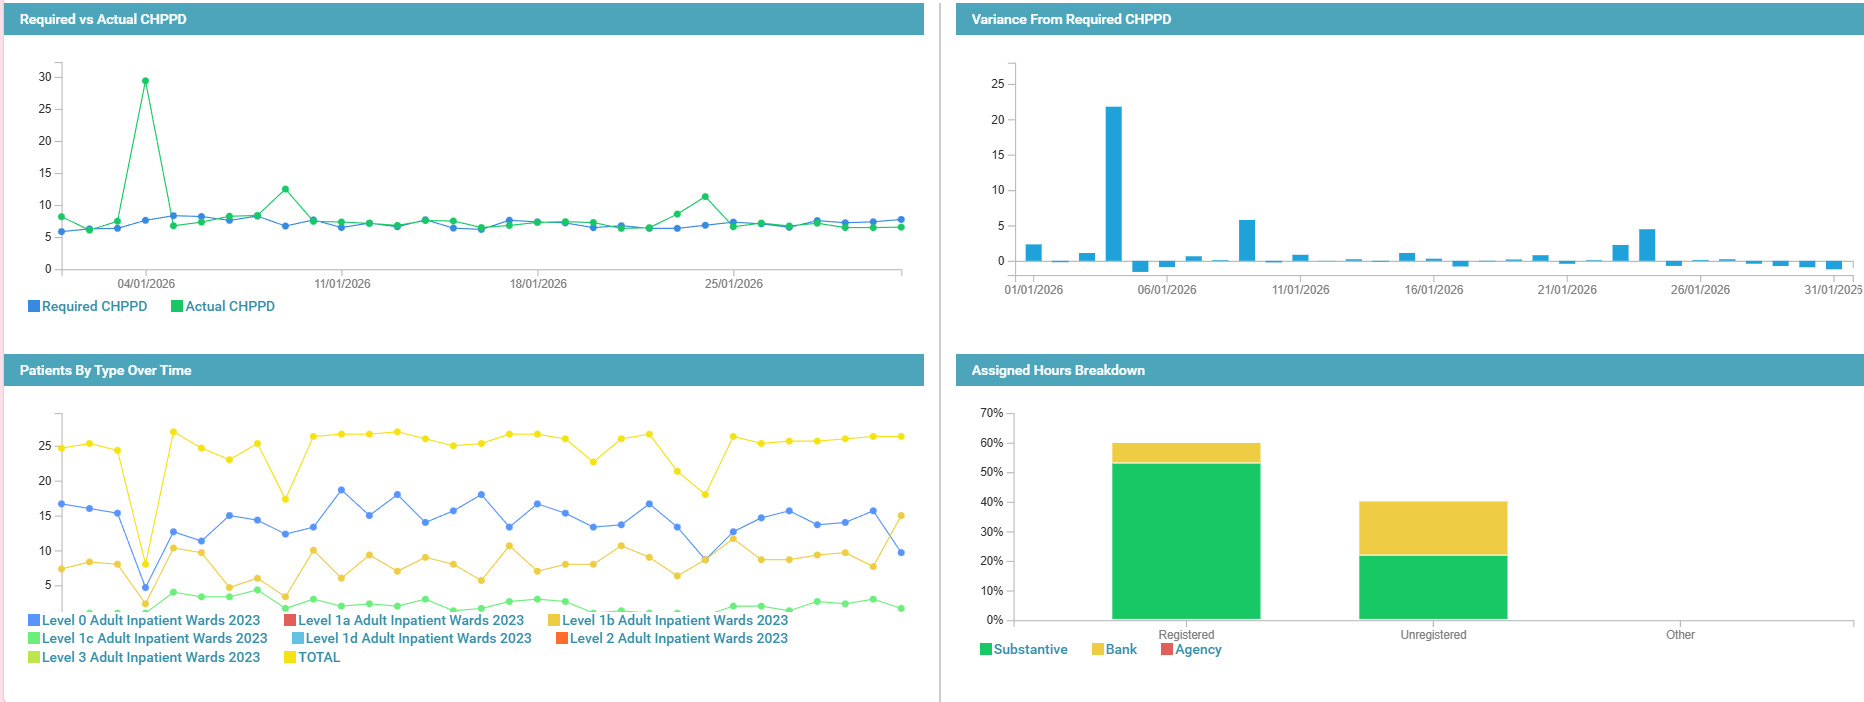 Required vs Actual CHPPD
30
25
20
15
10
5
0
04/01/2026 11/01/2026 18/01/2026 25/01/2026
Required CHPPD Actual CHPPD
Variance From Required CHPPD
25
20
15
10
5
0
01/01/2026 06/01/2026 11/01/2026 16/01/2026 21/01/2026 26/01/2026 31/01/2026
Patients By Type Over Time
25
20
15
10
5
Level 0 Adult Inpatient Wards 2023 Level 1a Adult Inpatient Wards 2023 Level 1b Adult Inpatient Wards 2023
Level 1c Adult Inpatient Wards 2023 Level 1d Adult Inpatient Wards 2023 Level 2 Adult Inpatient Wards 2023
Level 3 Adult Inpatient Wards 2023 TOTAL
Assigned Hours Breakdown
70%
60%
50%
40%
30%
20%
10%
0%
Registered Unregistered Other
Substantive Bank Agency